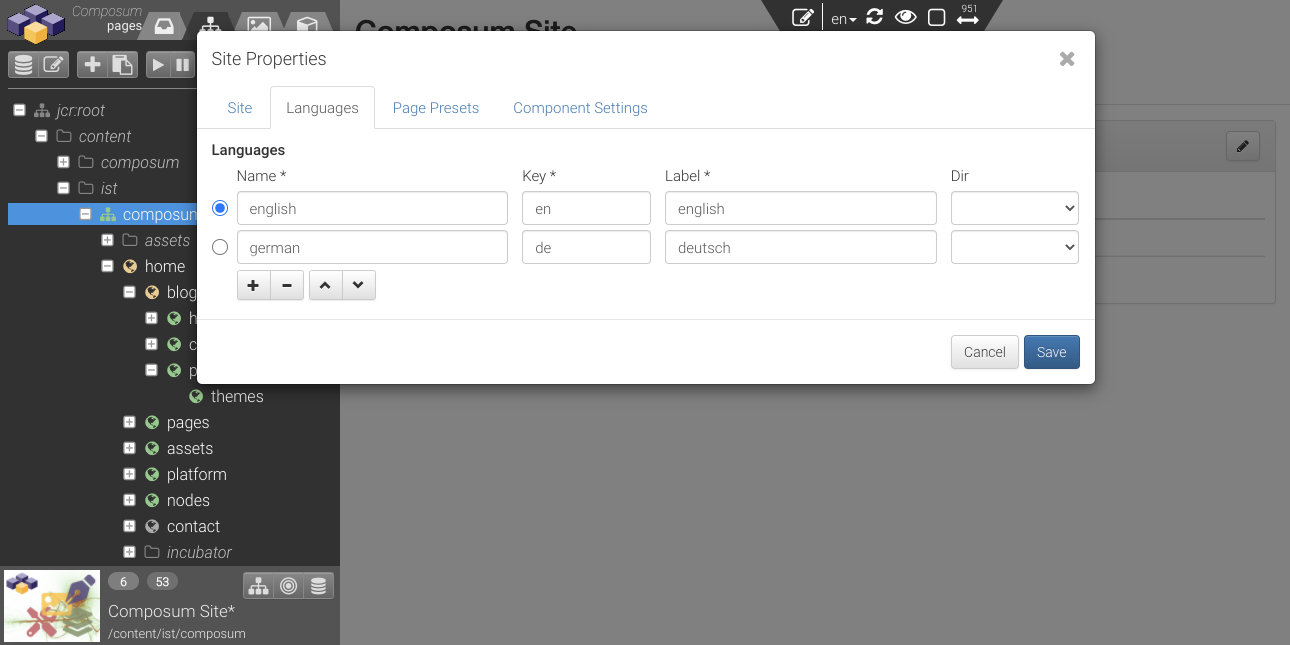 Composum
pages
Composum Site
en
951
Site Properties
Site
Languages
Page Presets
Component Settings
Languages
Name *
Key *
Label *
Dir
english
en
english
german
de
deutsch
Cancel
Save
jcr:root
content
composum
ist
composum
assets
home
blog
h
c
p
themes
pages
assets
platform
nodes
contact
incubator
6
53
Composum Site*
/content/ist/composum